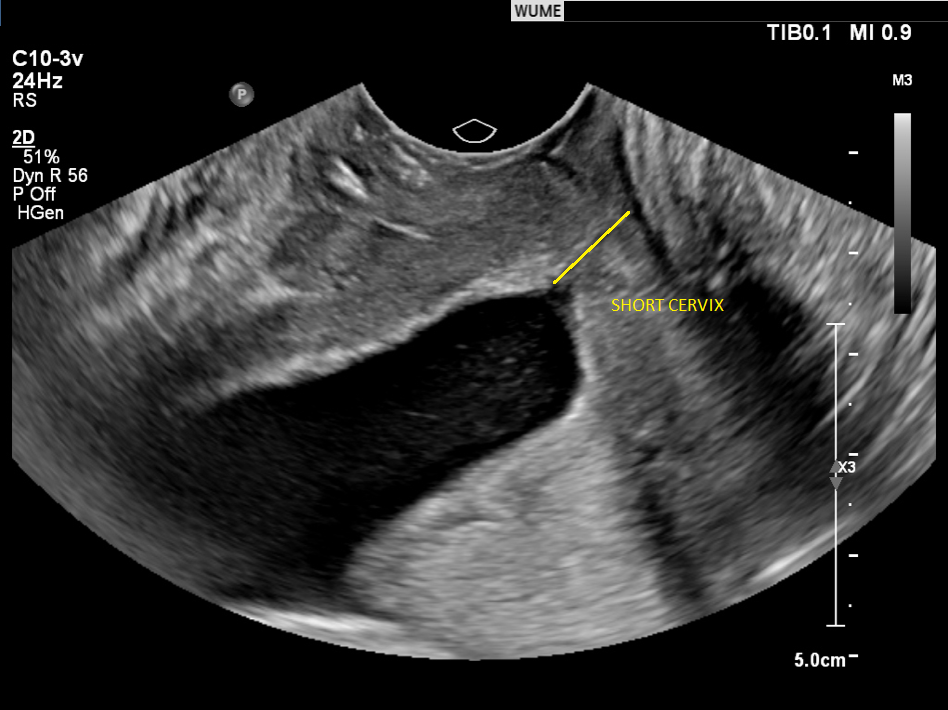 WUME
TIB0.1 MI 0.9
C10-3v
24Hz
RS
P
M3
2D
51%
Dyn R 56
P Off
HGen
SHORT CERVIX
X3
5.0cm